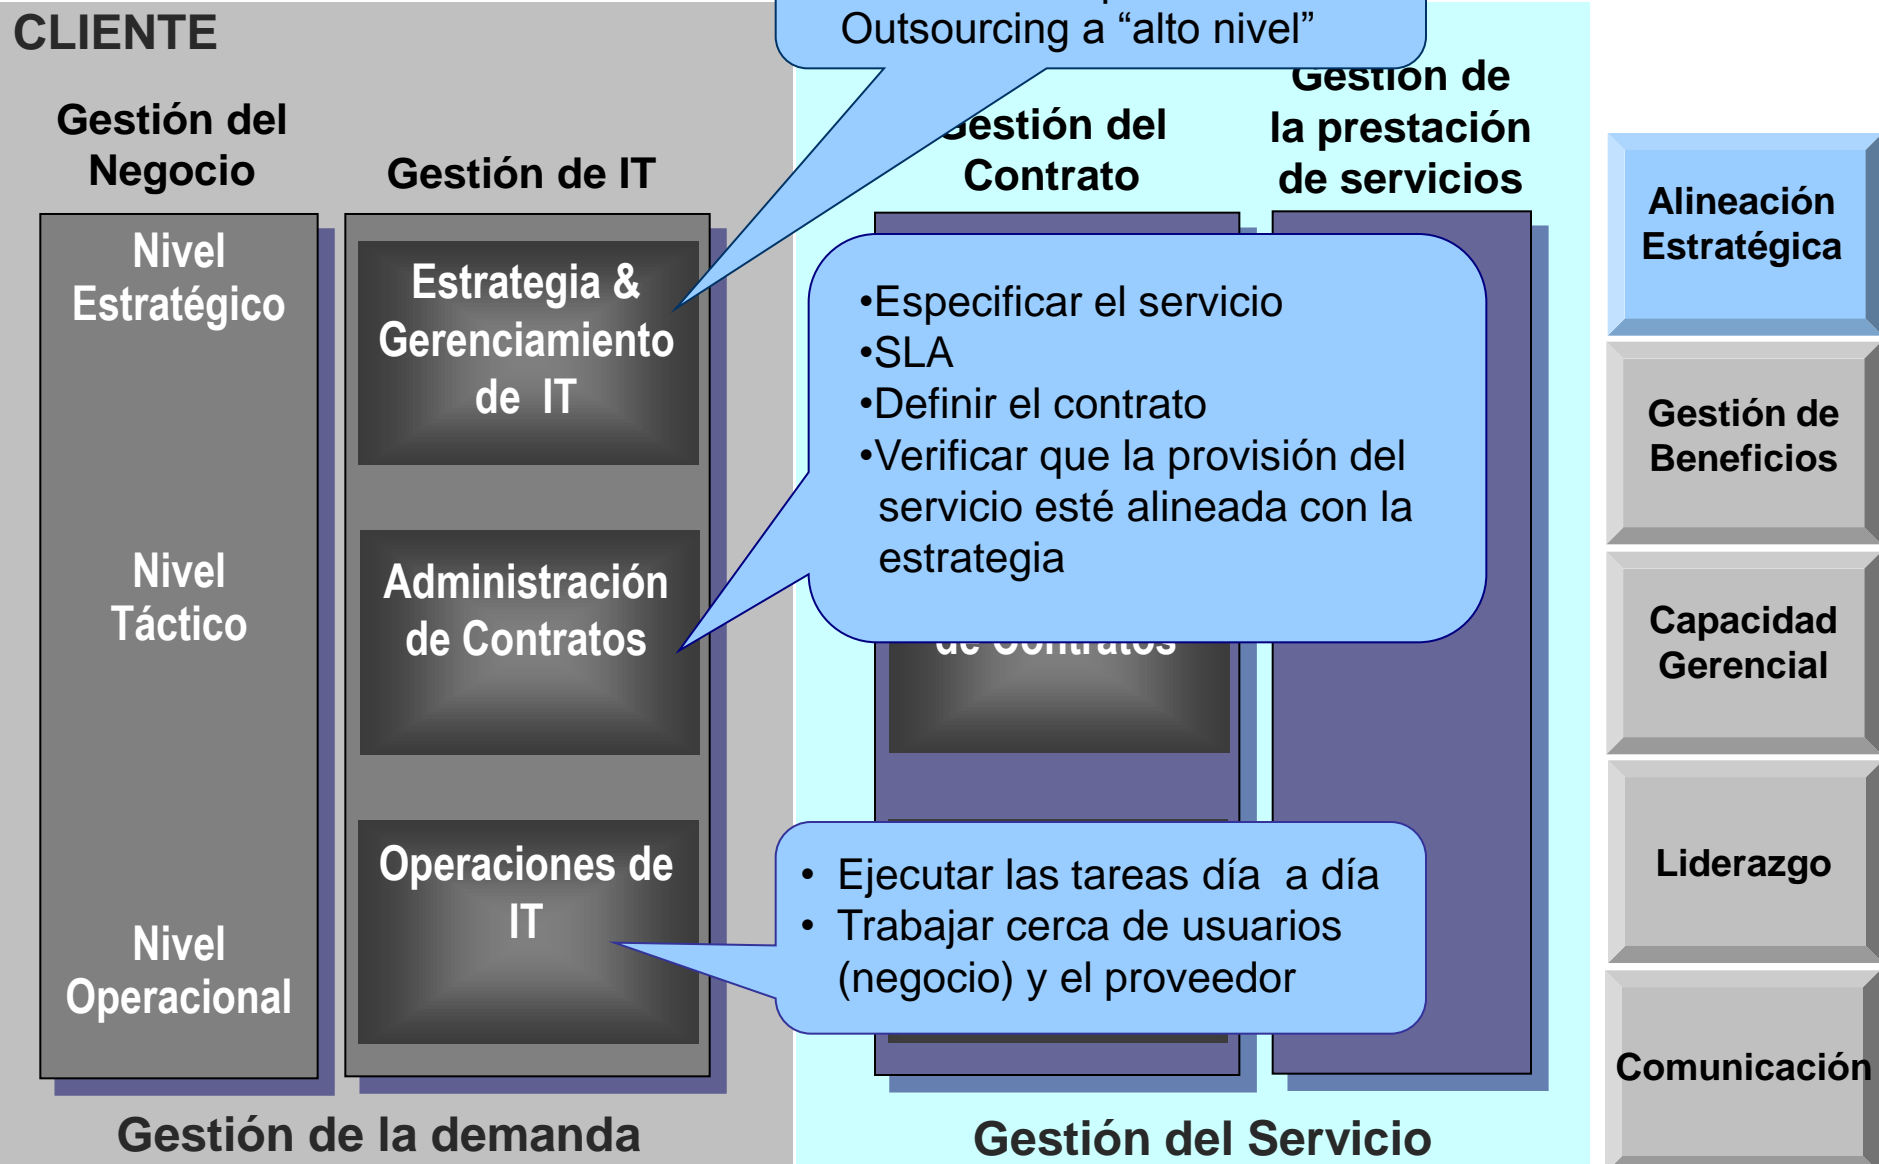 Outsourcing a “alto nivel”
CLIENTE
Gestión del
Negocio
Gestión de IT
Gestión del
Contrato
Gestión de
la prestación
de servicios
Nivel
Estratégico
Nivel
Táctico
Nivel
Operacional
Estrategia &
Gerenciamiento
de IT
Administración
de Contratos
Operaciones de
IT
•Especificar el servicio
•SLA
•Definir el contrato
•Verificar que la provisión del
servicio esté alineada con la
estrategia
de Contratos
• Ejecutar las tareas día a día
• Trabajar cerca de usuarios
(negocio) y el proveedor
Gestión de la demanda
Gestión del Servicio
Alineación
Estratégica
Gestión de
Beneficios
Capacidad
Gerencial
Liderazgo
Comunicación